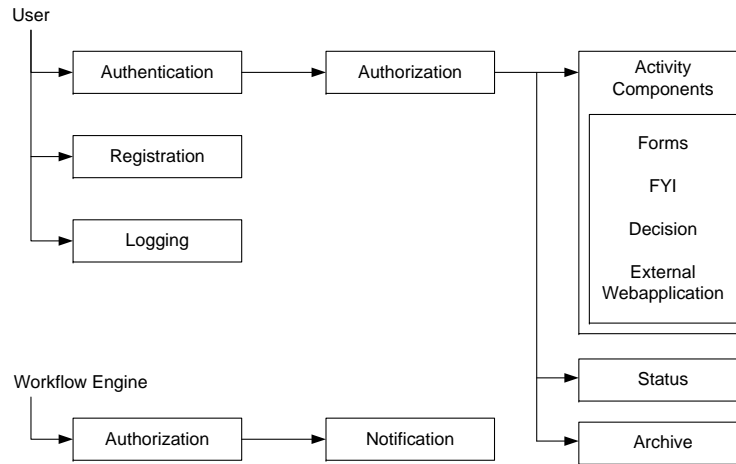 User
Authentication
Authorization
Activity
Components
Registration
Forms
FYI
Logging
Decision
External
Webapplication
Workflow Engine
Status
Authorization
Notification
Archive